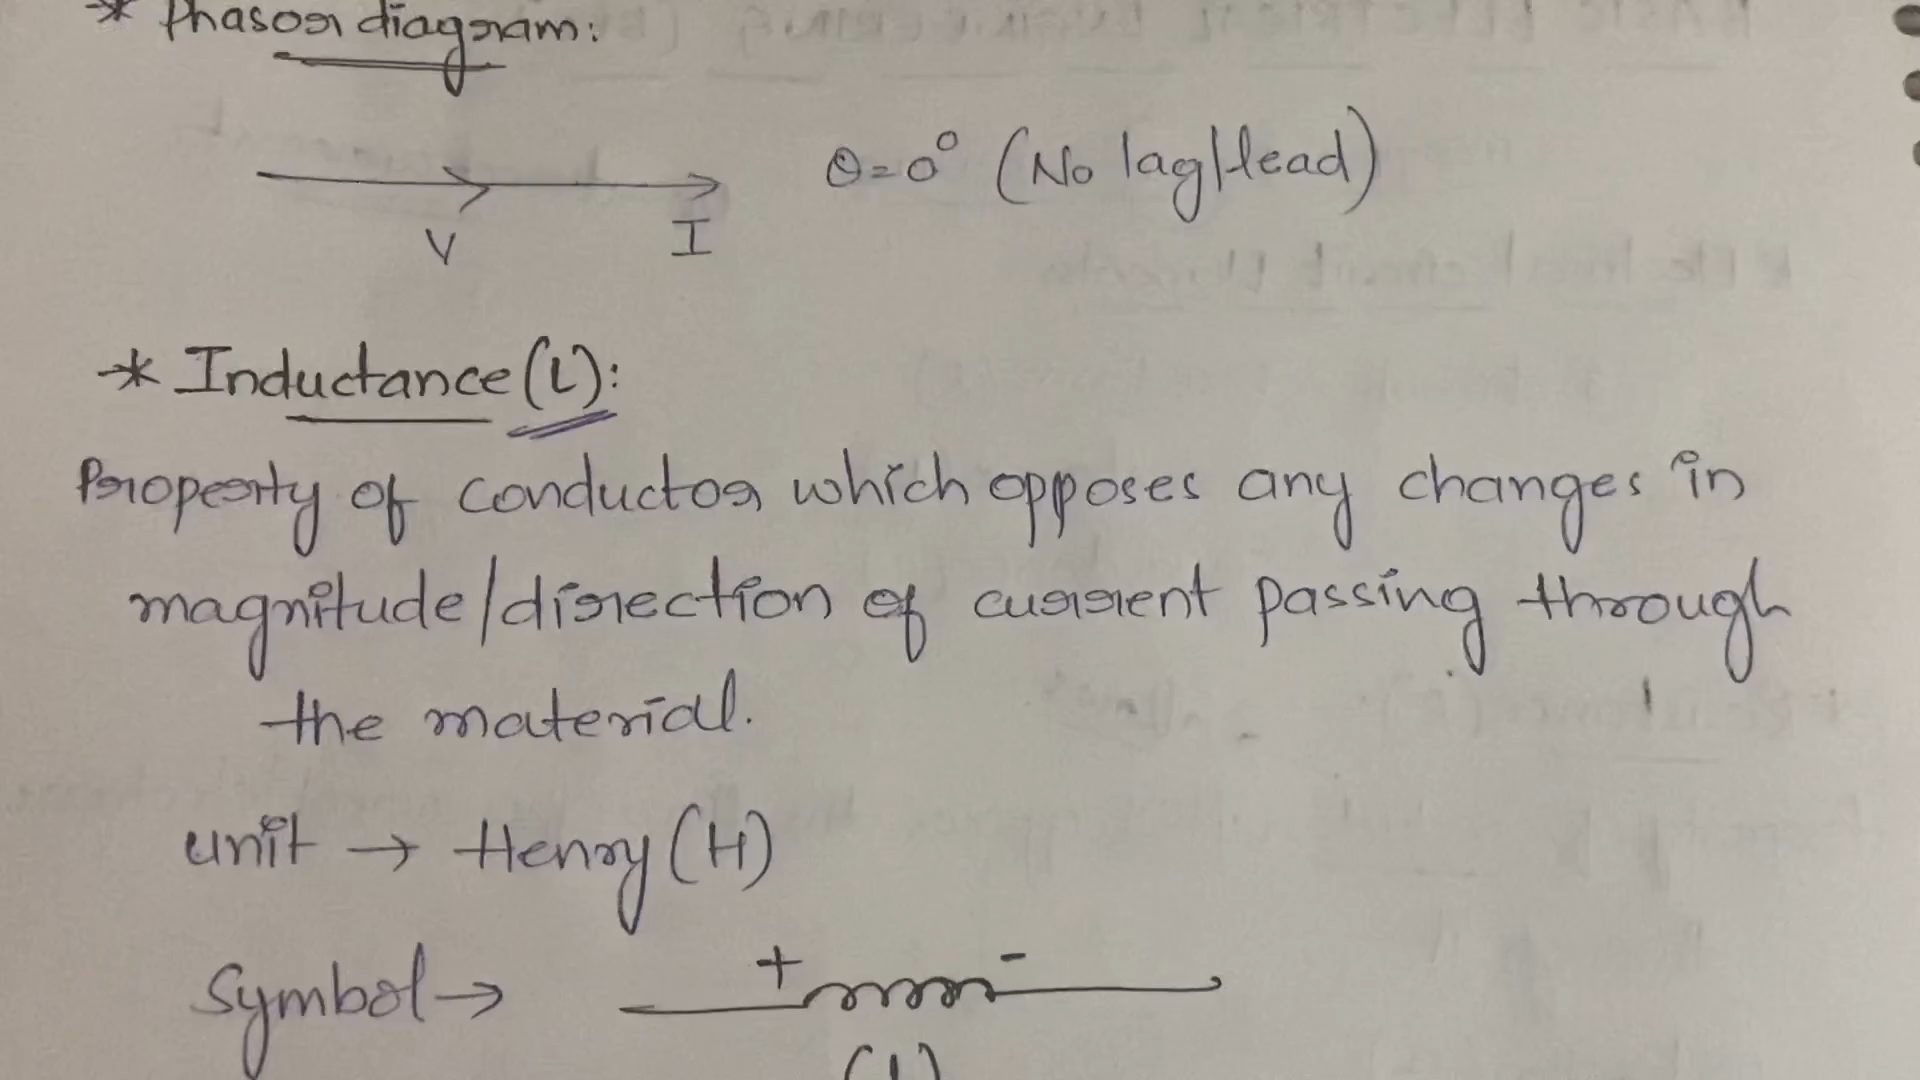 * Phasor diagram:
θ=0° (No lag/lead)
V I
* Inductance (L):
Property of conductor which opposes any changes in
magnitude/direction of current passing through
the material.
unit → Henry (H)
Symbol → + -
(L)